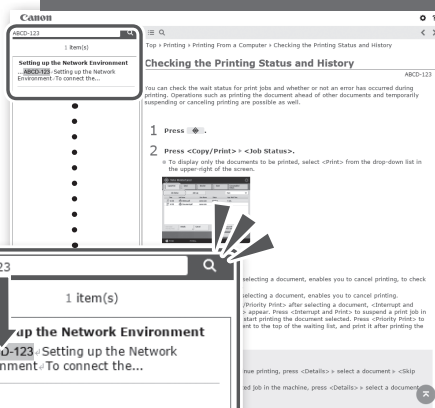 Canon
ABCD-123
1 item(s)
Setting up the Network Environment
...ABCD-123↵Setting up the Network
Environment↵To connect the...
Top > Printing > Printing From a Computer > Checking the Printing Status and History
Checking the Printing Status and History
ABCD-123
You can check the wait status for print jobs and whether or not an error has occurred during
printing. Operations such as printing the document ahead of other documents and temporarily
suspending or canceling printing are possible as well.
1 Press .
2 Press <Copy/Print> > <Job Status>.
To display only the documents to be printed, select <Print> from the drop-down list in
the upper-right of the screen.
selecting a document, enables you to cancel printing, to check
selecting a document, enables you to cancel printing.
/Priority Print> after selecting a document, <Interrupt and
> appear. Press <Interrupt and Print> to suspend a print job in
start printing the document selected. Press <Priority Print> to
ent to the top of the waiting list, and print it after printing the
nue printing, press <Details> > select a document > <Skip
ed job in the machine, press <Details> > select a document
23
1 item(s)
up the Network Environment
D-123↵Setting up the Network
nment↵To connect the...